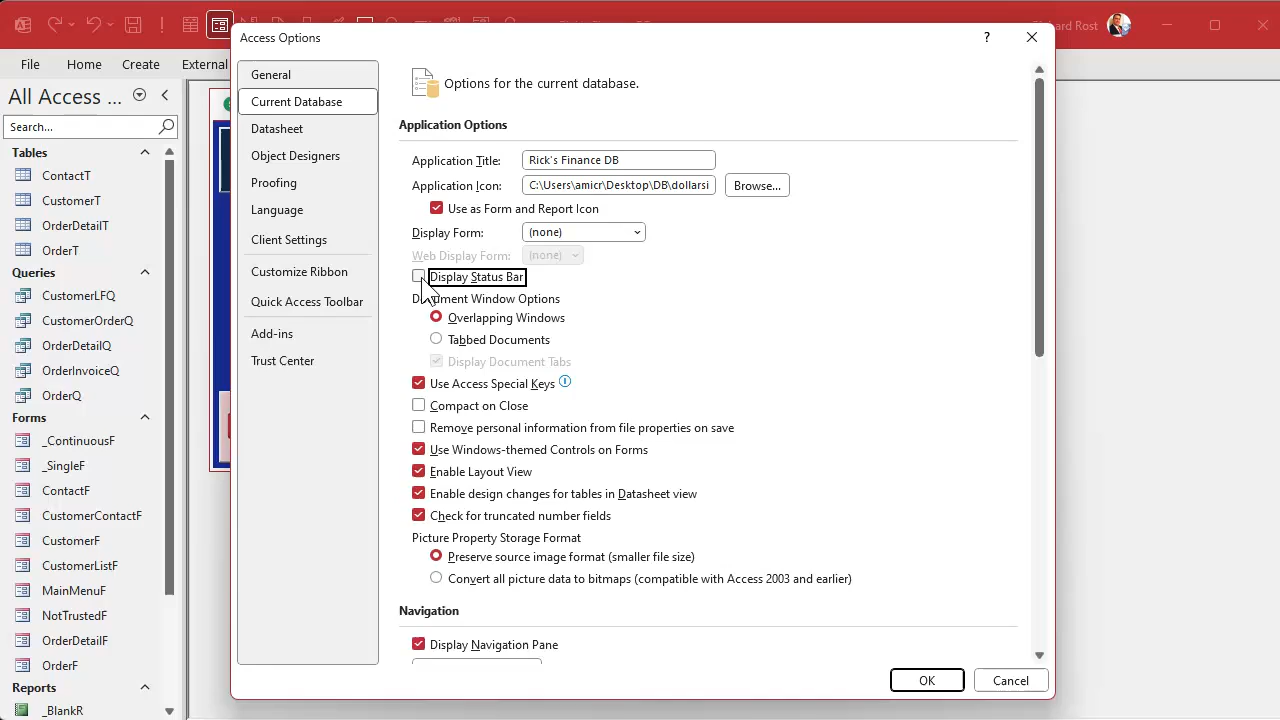 Access Options
?
File
Home
Create
External
All Access ...
Search...
Tables
ContactT
CustomerT
OrderDetailT
OrderT
Queries
CustomerLFQ
CustomerOrderQ
OrderDetailQ
OrderInvoiceQ
OrderQ
Forms
_ContinuousF
_SingleF
ContactF
CustomerContactF
CustomerF
CustomerListF
MainMenuF
NotTrustedF
OrderDetailF
OrderF
Reports
_BlankR
General
Current Database
Datasheet
Object Designers
Proofing
Language
Client Settings
Customize Ribbon
Quick Access Toolbar
Add-ins
Trust Center
Options for the current database.
Application Options
Application Title: Rick's Finance DB
Application Icon: C:\Users\amicr\Desktop\DB\dollarsi Browse...
Use as Form and Report Icon
Display Form: (none)
Web Display Form: (none)
Display Status Bar
Document Window Options
Overlapping Windows
Tabbed Documents
Display Document Tabs
Use Access Special Keys
Compact on Close
Remove personal information from file properties on save
Use Windows-themed Controls on Forms
Enable Layout View
Enable design changes for tables in Datasheet view
Check for truncated number fields
Picture Property Storage Format
Preserve source image format (smaller file size)
Convert all picture data to bitmaps (compatible with Access 2003 and earlier)
Navigation
Display Navigation Pane
OK
Cancel
Rost